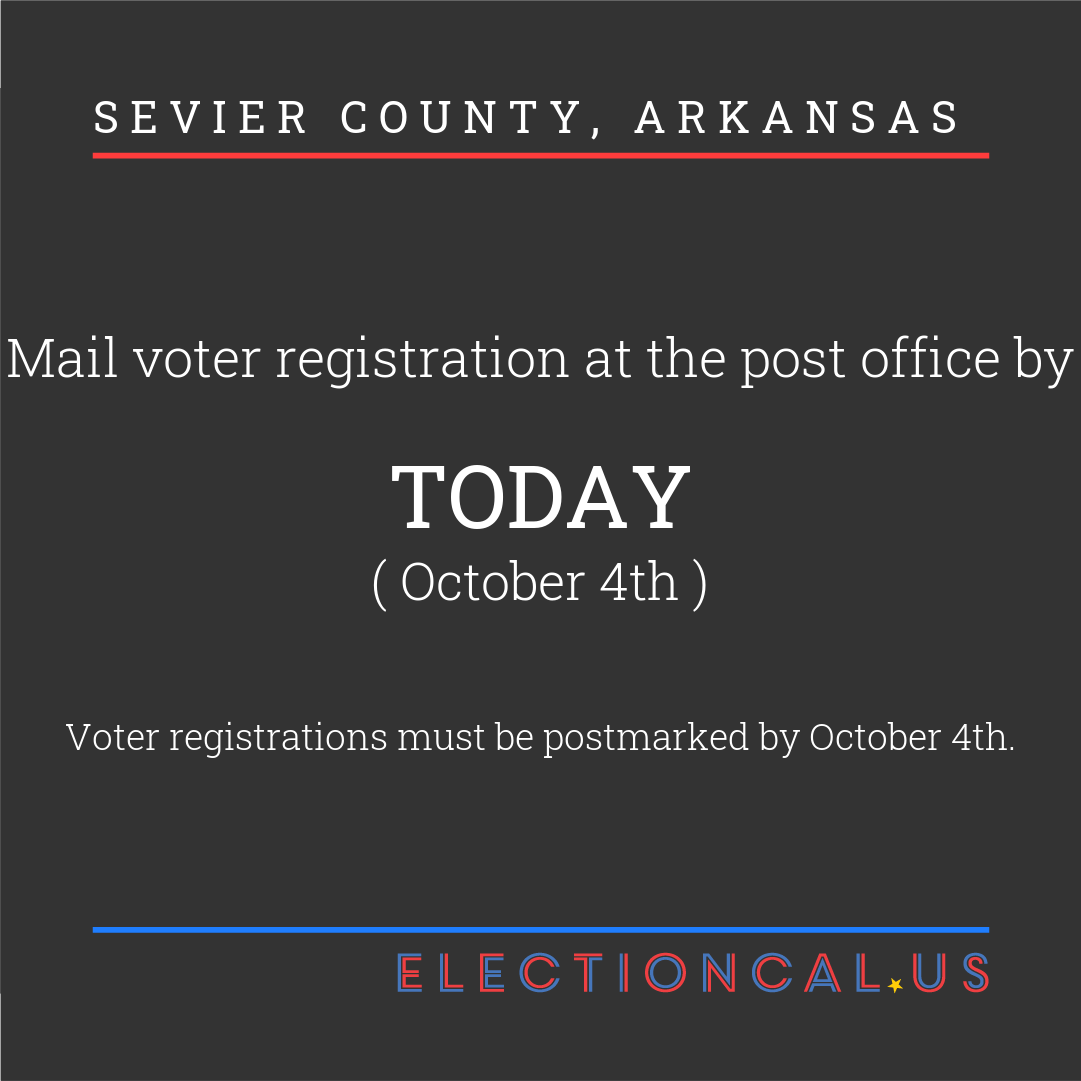 SEVIER COUNTY, ARKANSAS
Mail voter registration at the post office by
TODAY
( October 4th )
Voter registrations must be postmarked by October 4th.
ELECTIONCAL.US